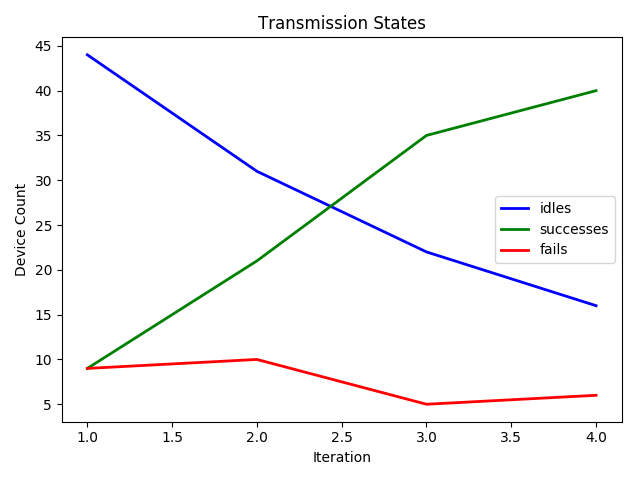 Transmission States
45
40
35
30
25
20
15
10
5
Device Count
idles
successes
fails
1.0 1.5 2.0 2.5 3.0 3.5 4.0
Iteration